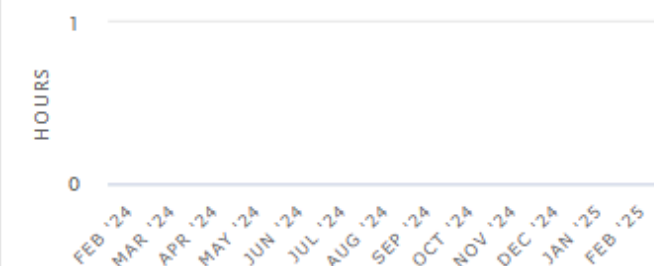 1
HOURS
0
FEB '24
MAR '24
APR '24
MAY '24
JUN '24
JUL '24
AUG '24
SEP '24
OCT '24
NOV '24
DEC '24
JAN '25
FEB '25